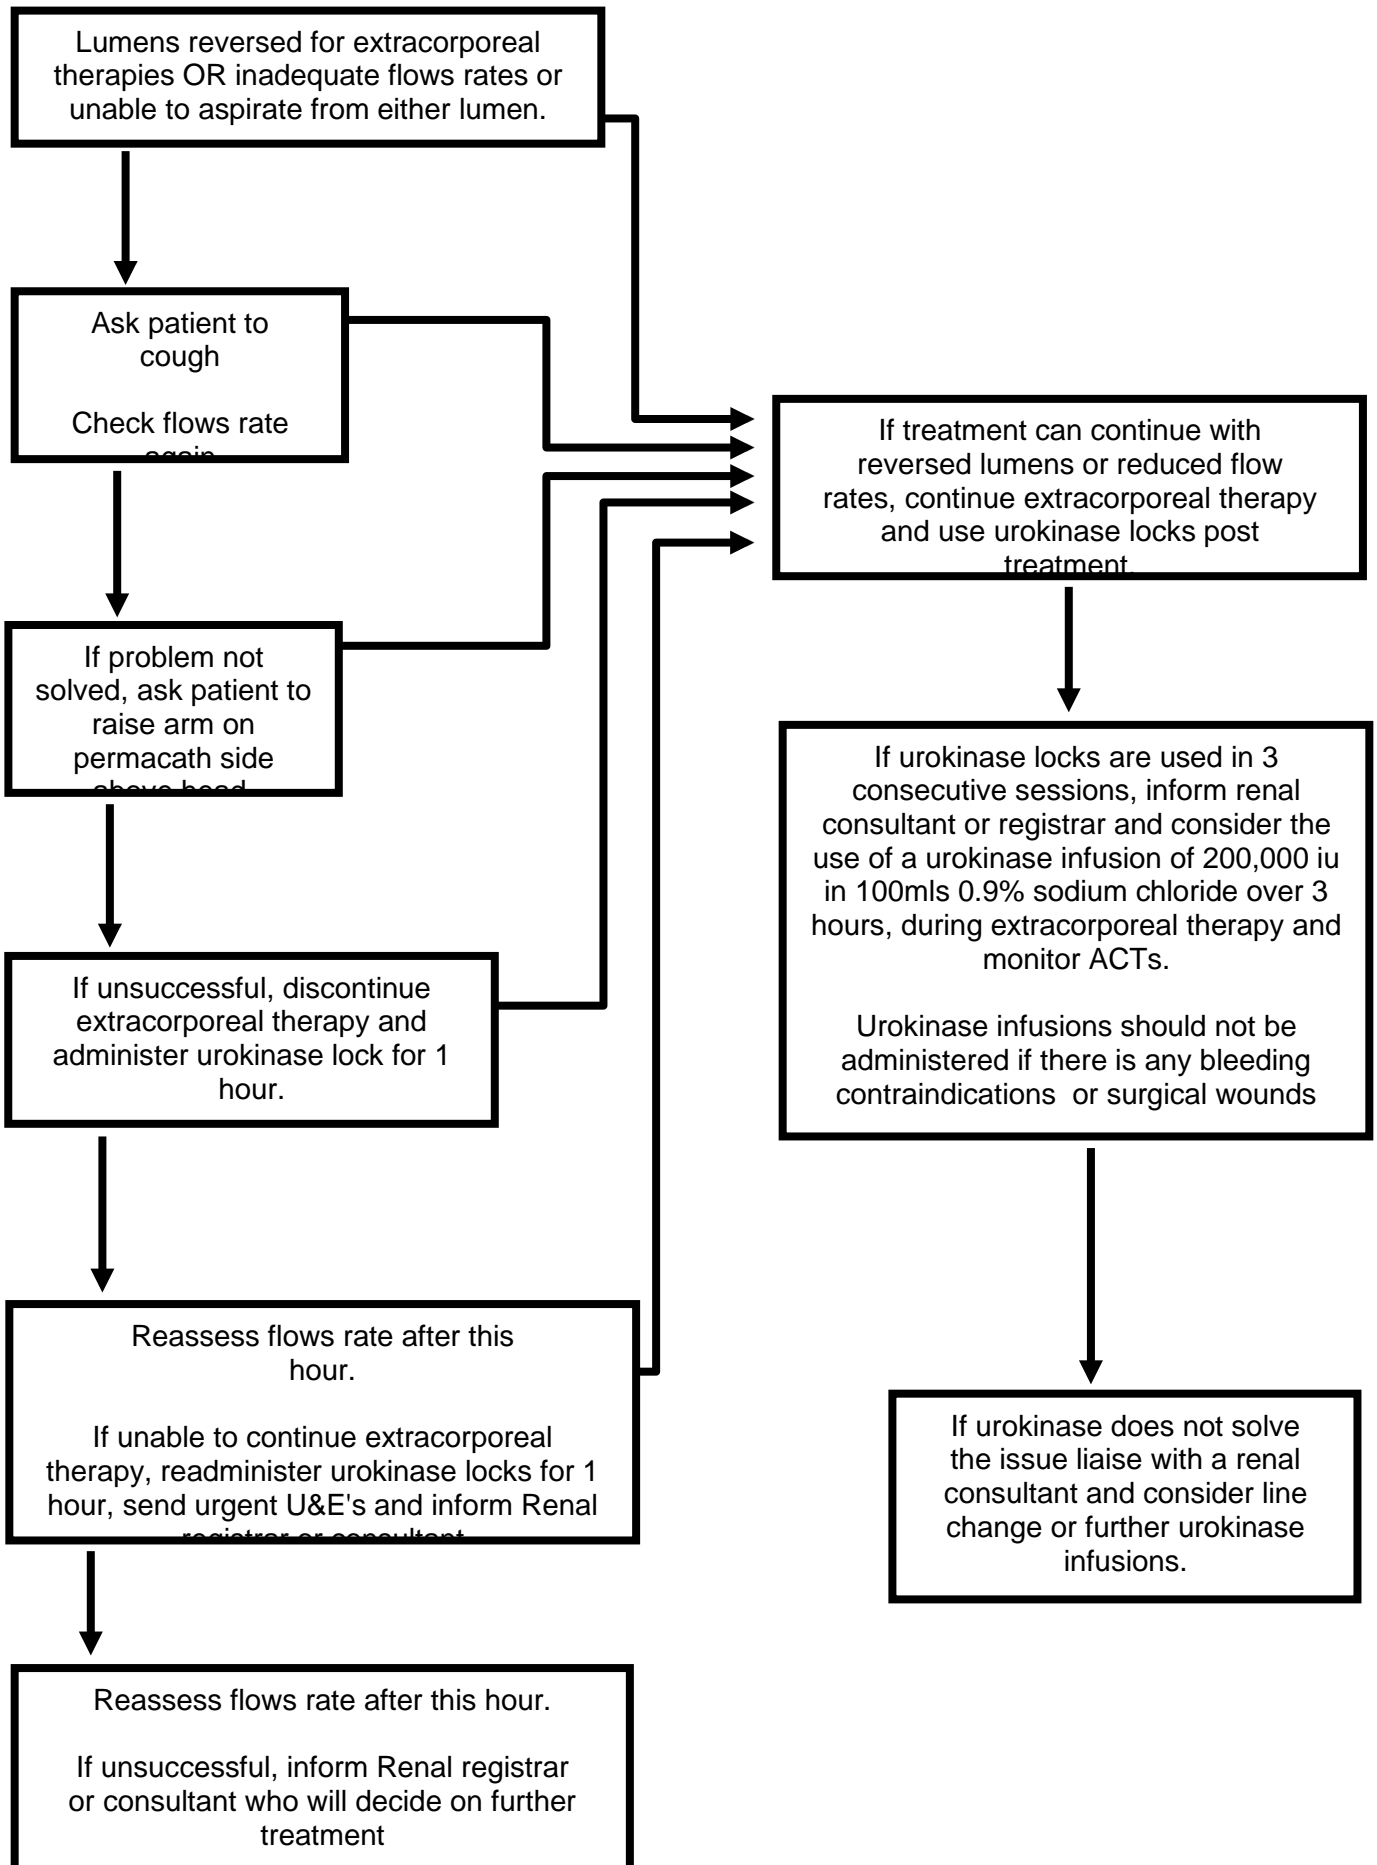 Lumens reversed for extracorporeal
therapies OR inadequate flows rates or
unable to aspirate from either lumen.
Ask patient to
cough
Check flows rate
again
If problem not
solved, ask patient to
raise arm on
permacath side
above head
If unsuccessful, discontinue
extracorporeal therapy and
administer urokinase lock for 1
hour.
Reassess flows rate after this
hour.
If unable to continue extracorporeal
therapy, readminister urokinase locks for 1
hour, send urgent U&E's and inform Renal
registrar or consultant
Reassess flows rate after this hour.
If unsuccessful, inform Renal registrar
or consultant who will decide on further
treatment
If treatment can continue with
reversed lumens or reduced flow
rates, continue extracorporeal therapy
and use urokinase locks post
treatment.
If urokinase locks are used in 3
consecutive sessions, inform renal
consultant or registrar and consider the
use of a urokinase infusion of 200,000 iu
in 100mls 0.9% sodium chloride over 3
hours, during extracorporeal therapy and
monitor ACTs.
Urokinase infusions should not be
administered if there is any bleeding
contraindications or surgical wounds
If urokinase does not solve
the issue liaise with a renal
consultant and consider line
change or further urokinase
infusions.